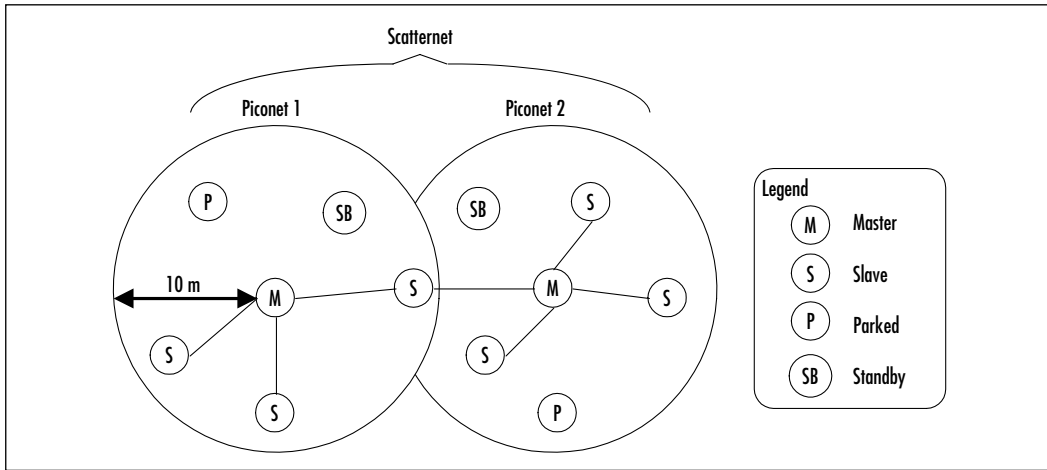 Scatternet
Piconet 1
Piconet 2
P
SB
SB
S
10 m
M
S
M
S
S
S
S
P
Legend
M Master
S Slave
P Parked
SB Standby